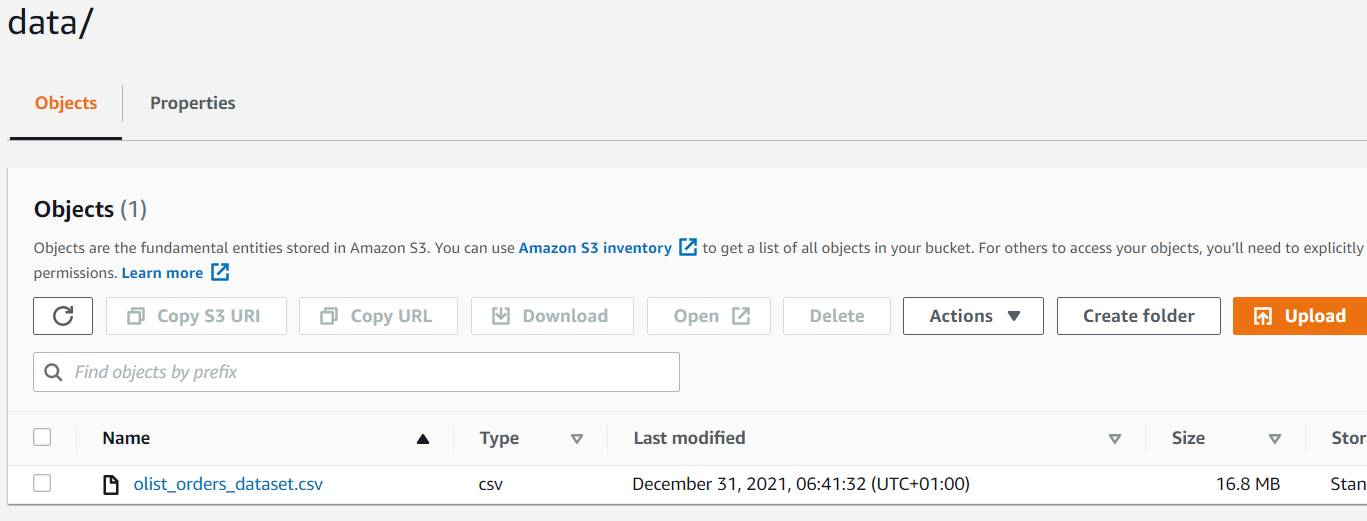 data/
Objects Properties
Objects (1)
Objects are the fundamental entities stored in Amazon S3. You can use Amazon S3 inventory to get a list of all objects in your bucket. For others to access your objects, you'll need to explicitly
permissions. Learn more
Copy S3 URI Copy URL Download Open Delete Actions Create folder Upload
Find objects by prefix
Name Type Last modified Size Stor
olist_orders_dataset.csv csv December 31, 2021, 06:41:32 (UTC+01:00) 16.8 MB Stan